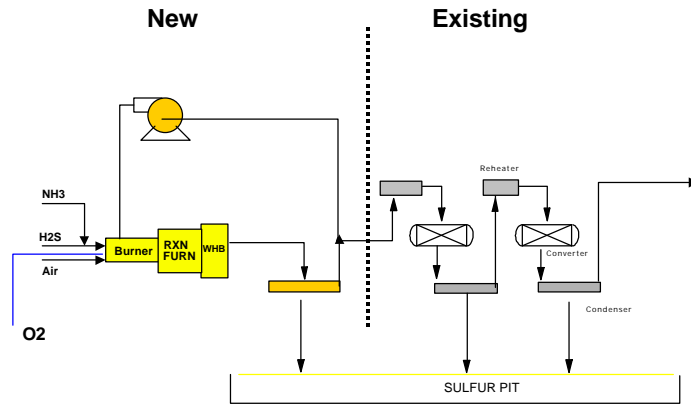 New
Existing
Reheater
NH3
H2S
Burner
RXN
FURN
WHB
Air
Converter
Condenser
O2
SULFUR PIT